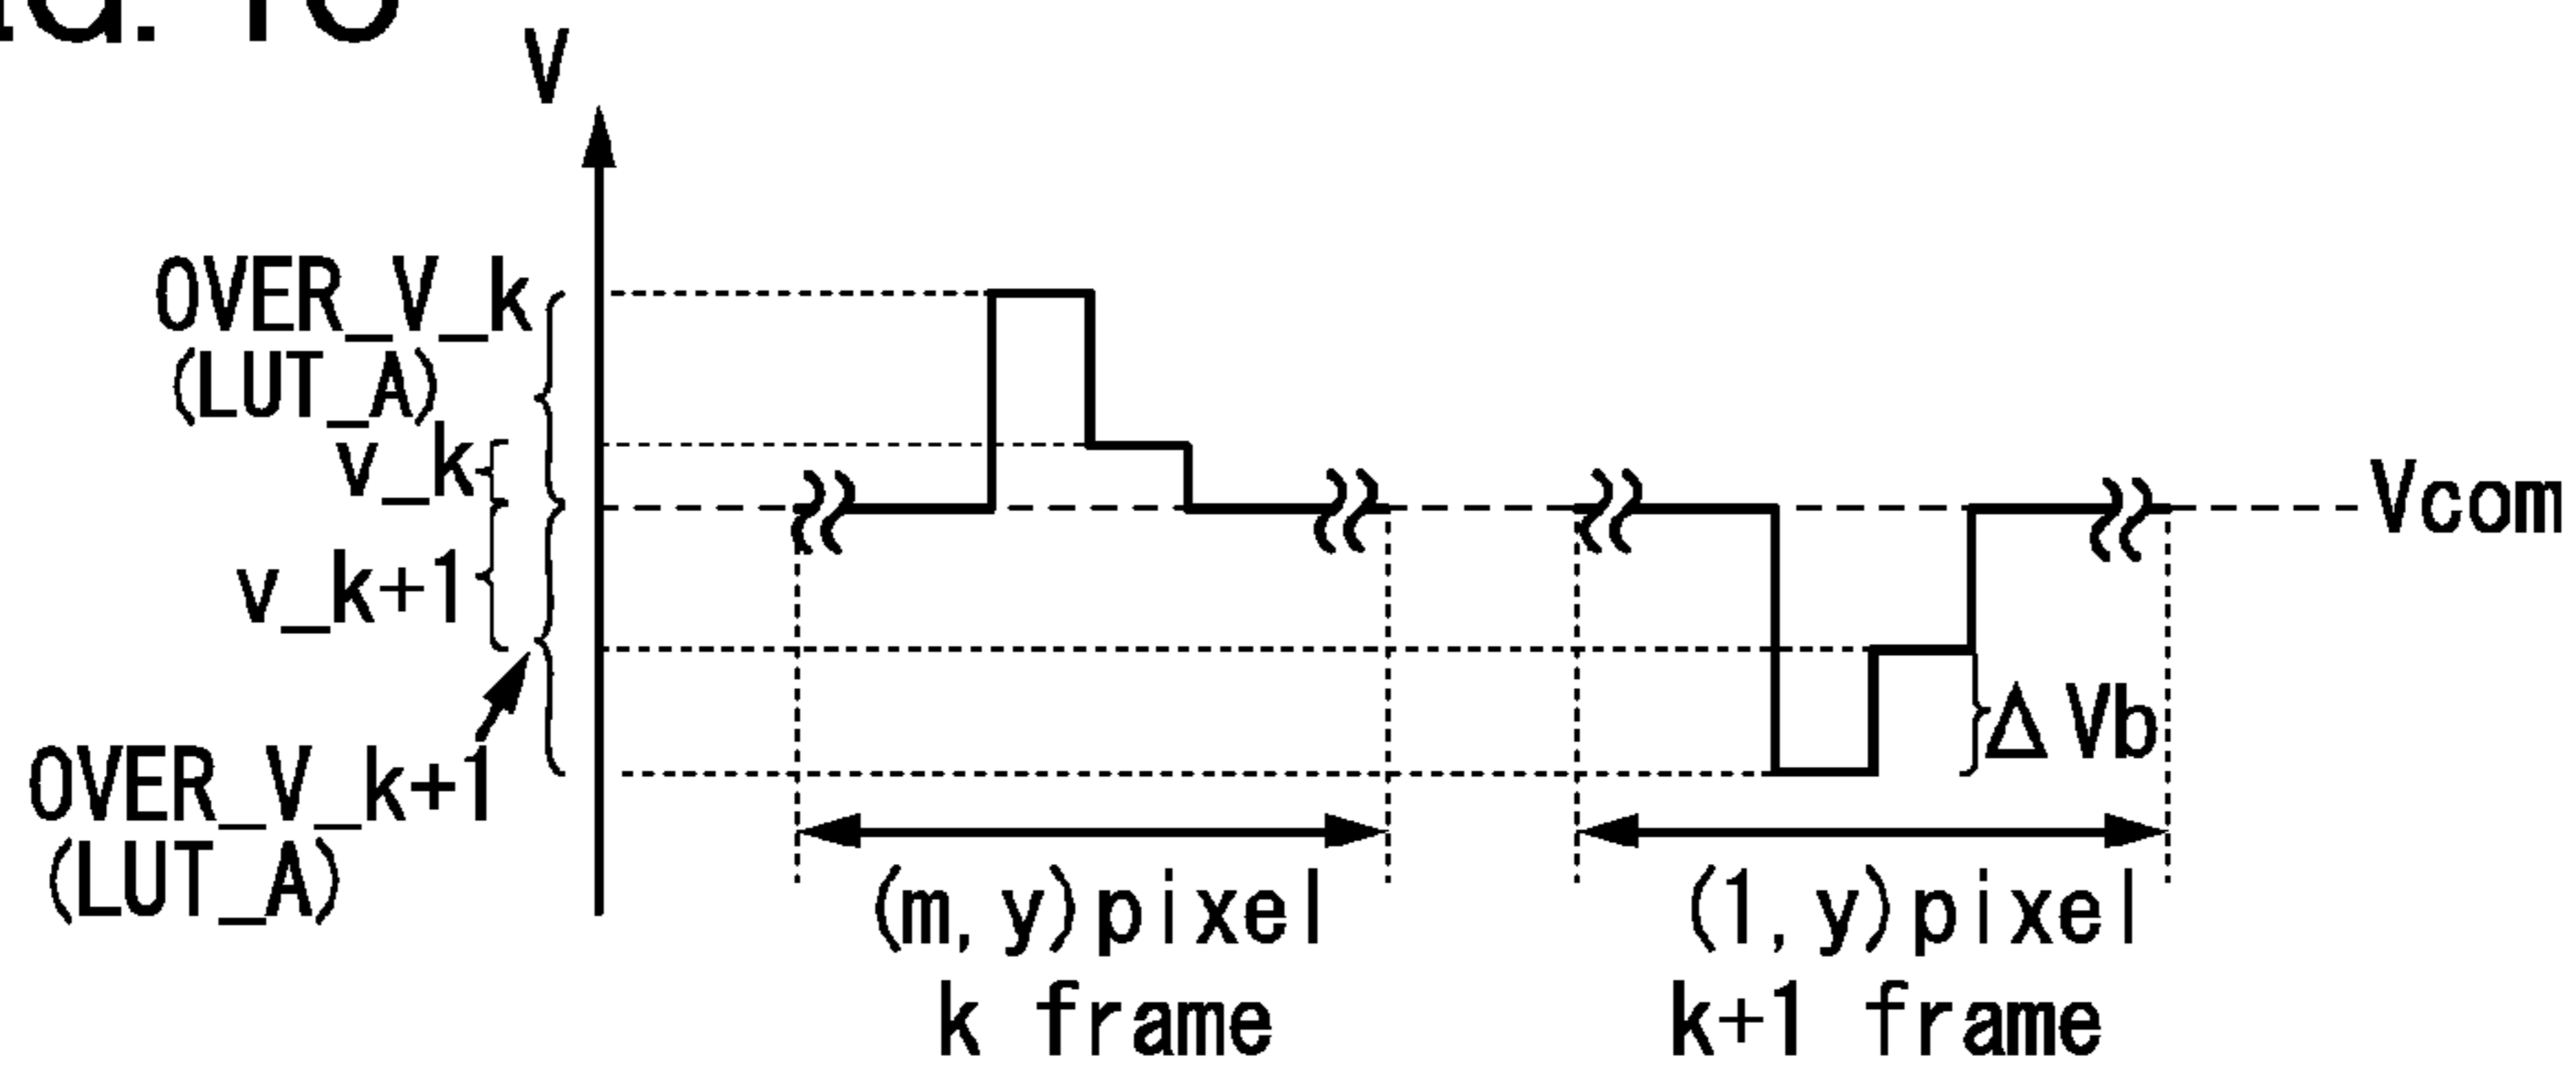 V
OVER_V_k
(LUT_A)
v_k
Vcom
v_k+1
ΔVb
OVER_V_k+1
(LUT_A)
(m, y)pixel
k frame
(1, y)pixel
k+1 frame